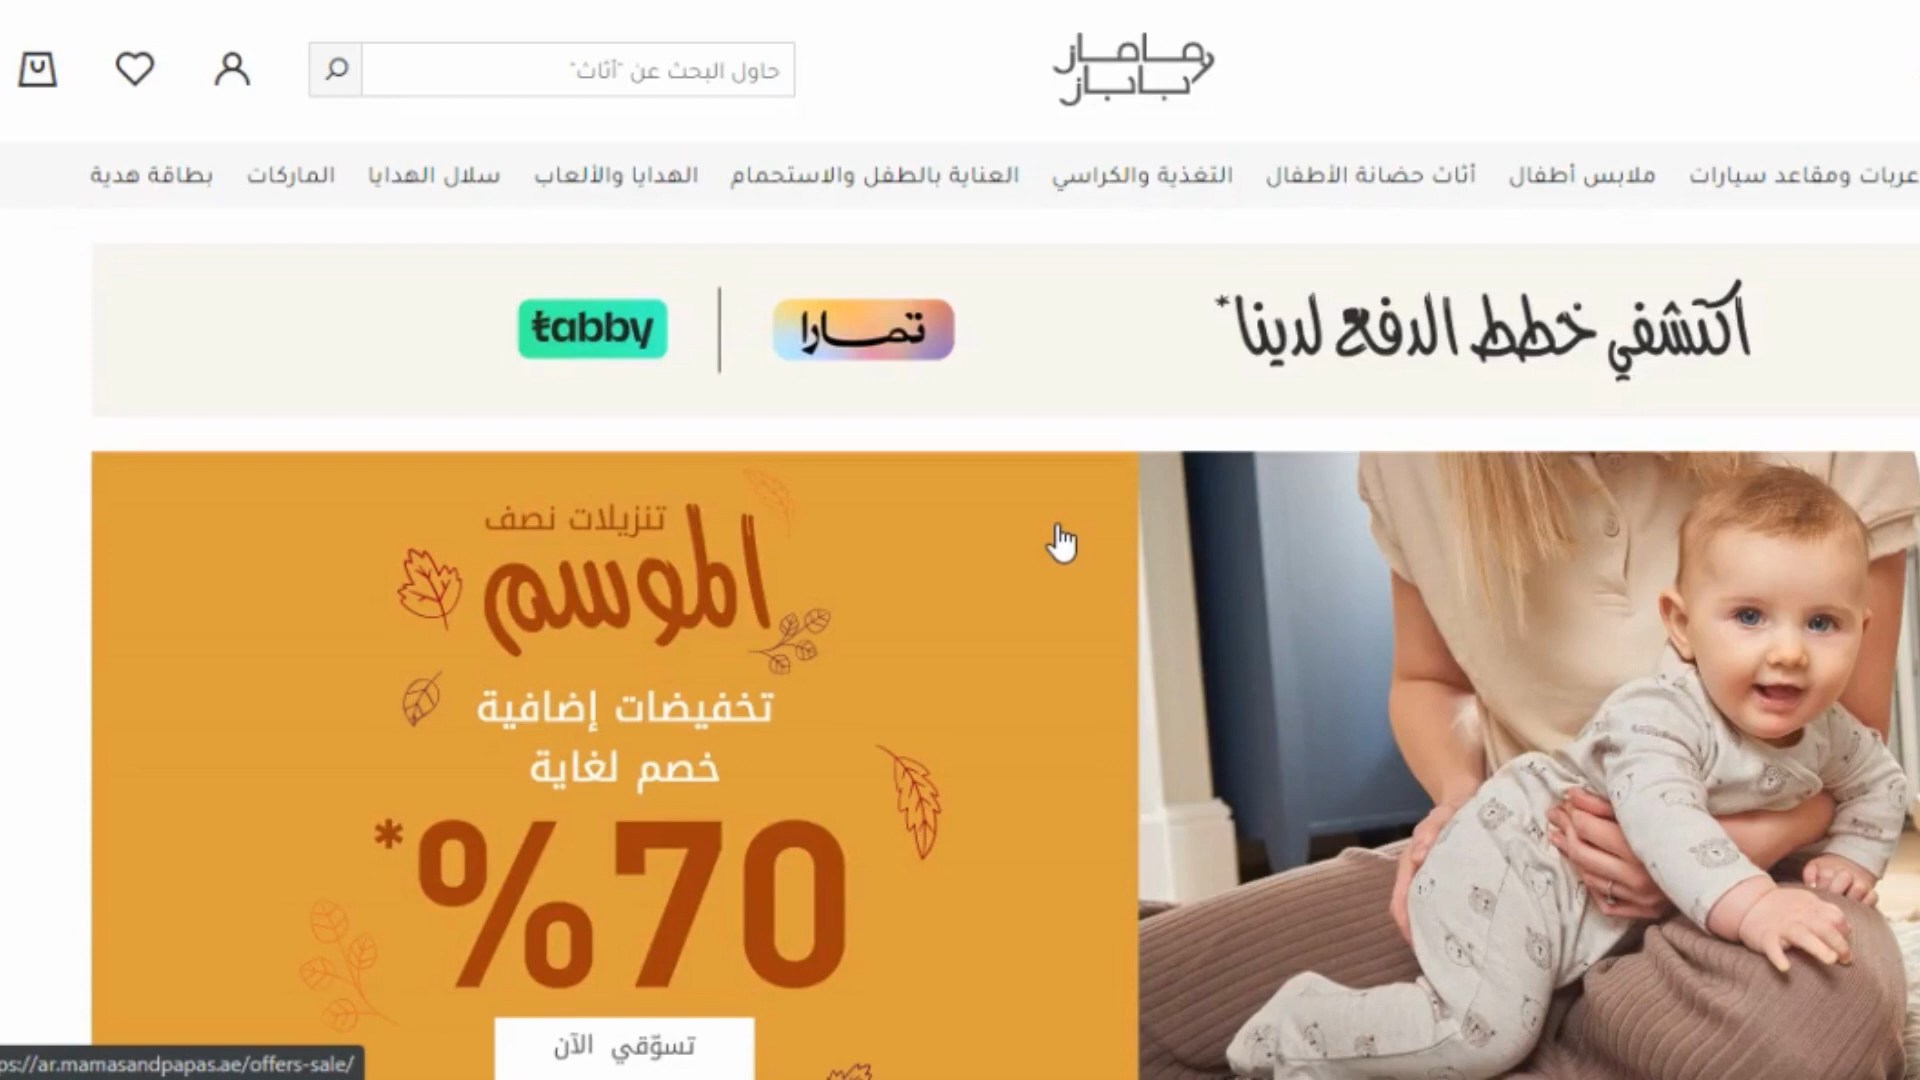 ماماز
باباز
حاول البحث عن "أثاث"
عربات ومقاعد سيارات
ملابس أطفال
أثاث حضانة الأطفال
التغذية والكراسي
العناية بالطفل والاستحمام
الهدايا والألعاب
سلال الهدايا
الماركات
بطاقة هدية
اكتشفي خطط الدفع لدينا*
تمارا
tabby
تنزيلات نصف
الموسم
تخفيضات إضافية
خصم لغاية
70%*
تسوّقي الآن
ps://ar.mamasandpapas.ae/offers-sale/